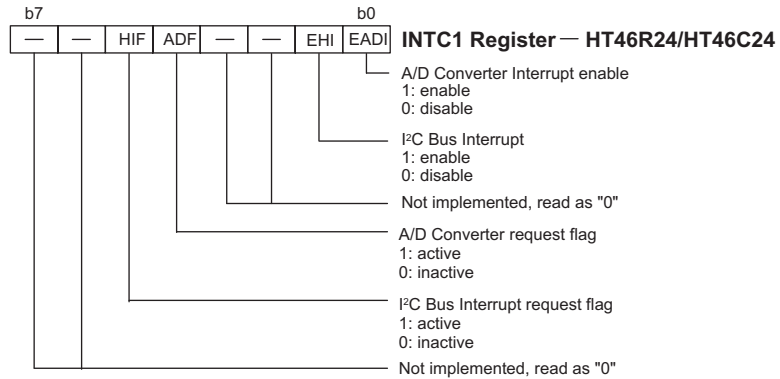 b7 b0
— — HIF ADF — — EHI EADI INTC1 Register — HT46R24/HT46C24
A/D Converter Interrupt enable
1: enable
0: disable
I²C Bus Interrupt
1: enable
0: disable
Not implemented, read as "0"
A/D Converter request flag
1: active
0: inactive
I²C Bus Interrupt request flag
1: active
0: inactive
Not implemented, read as "0"